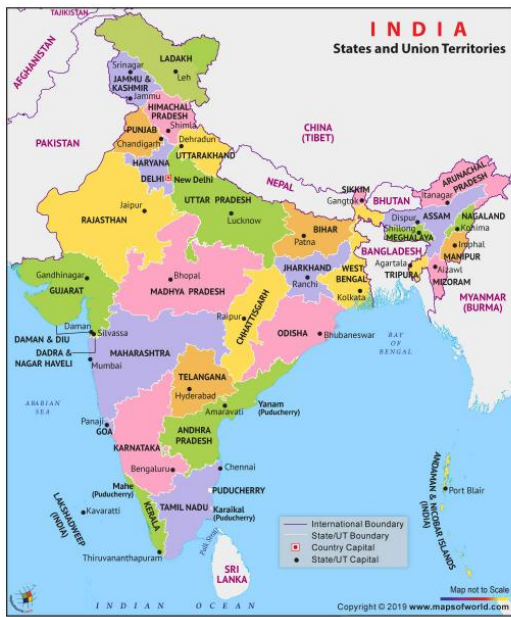 INDIA
States and Union Territories
TAJIKISTAN
AFGHANISTAN
PAKISTAN
CHINA
(TIBET)
NEPAL
BHUTAN
BANGLADESH
MYANMAR
(BURMA)
SRI
LANKA
LADAKH
Leh
Srinagar
JAMMU &
KASHMIR
Jammu
HIMACHAL
PRADESH
Shimla
PUNJAB
Chandigarh
Dehradun
UTTARAKHAND
HARYANA
DELHI
New Delhi
RAJASTHAN
Jaipur
UTTAR PRADESH
Lucknow
BIHAR
Patna
SIKKIM
Gangtok
ARUNACHAL
PRADESH
Itanagar
Dispur
ASSAM
NAGALAND
Kohima
Shillong
MEGHALAYA
Imphal
MANIPUR
Agartala
TRIPURA
Aizawl
MIZORAM
Gandhinagar
GUJARAT
Bhopal
MADHYA PRADESH
JHARKHAND
Ranchi
WEST
BENGAL
Kolkata
Raipur
CHHATTISGARH
ODISHA
Bhubaneswar
Daman
DAMAN & DIU
Silvassa
DADRA &
NAGAR HAVELI
MAHARASHTRA
Mumbai
TELANGANA
Hyderabad
Amaravati
Yanam
(Puducherry)
ANDHRA
PRADESH
Panaji
GOA
KARNATAKA
Bengaluru
Chennai
Mahe
(Puducherry)
PUDUCHERRY
TAMIL NADU
Karaikal
(Puducherry)
KERALA
Thiruvananthapuram
LAKSHADWEEP
(INDIA)
Kavaratti
ANDAMAN & NICOBAR ISLANDS
(INDIA)
Port Blair
ARABIAN
SEA
BAY
OF
BENGAL
Palk Strait
INDIAN OCEAN
International Boundary
State/UT Boundary
Country Capital
State/UT Capital
Map not to Scale
Copyright © 2019 www.mapsofworld.com